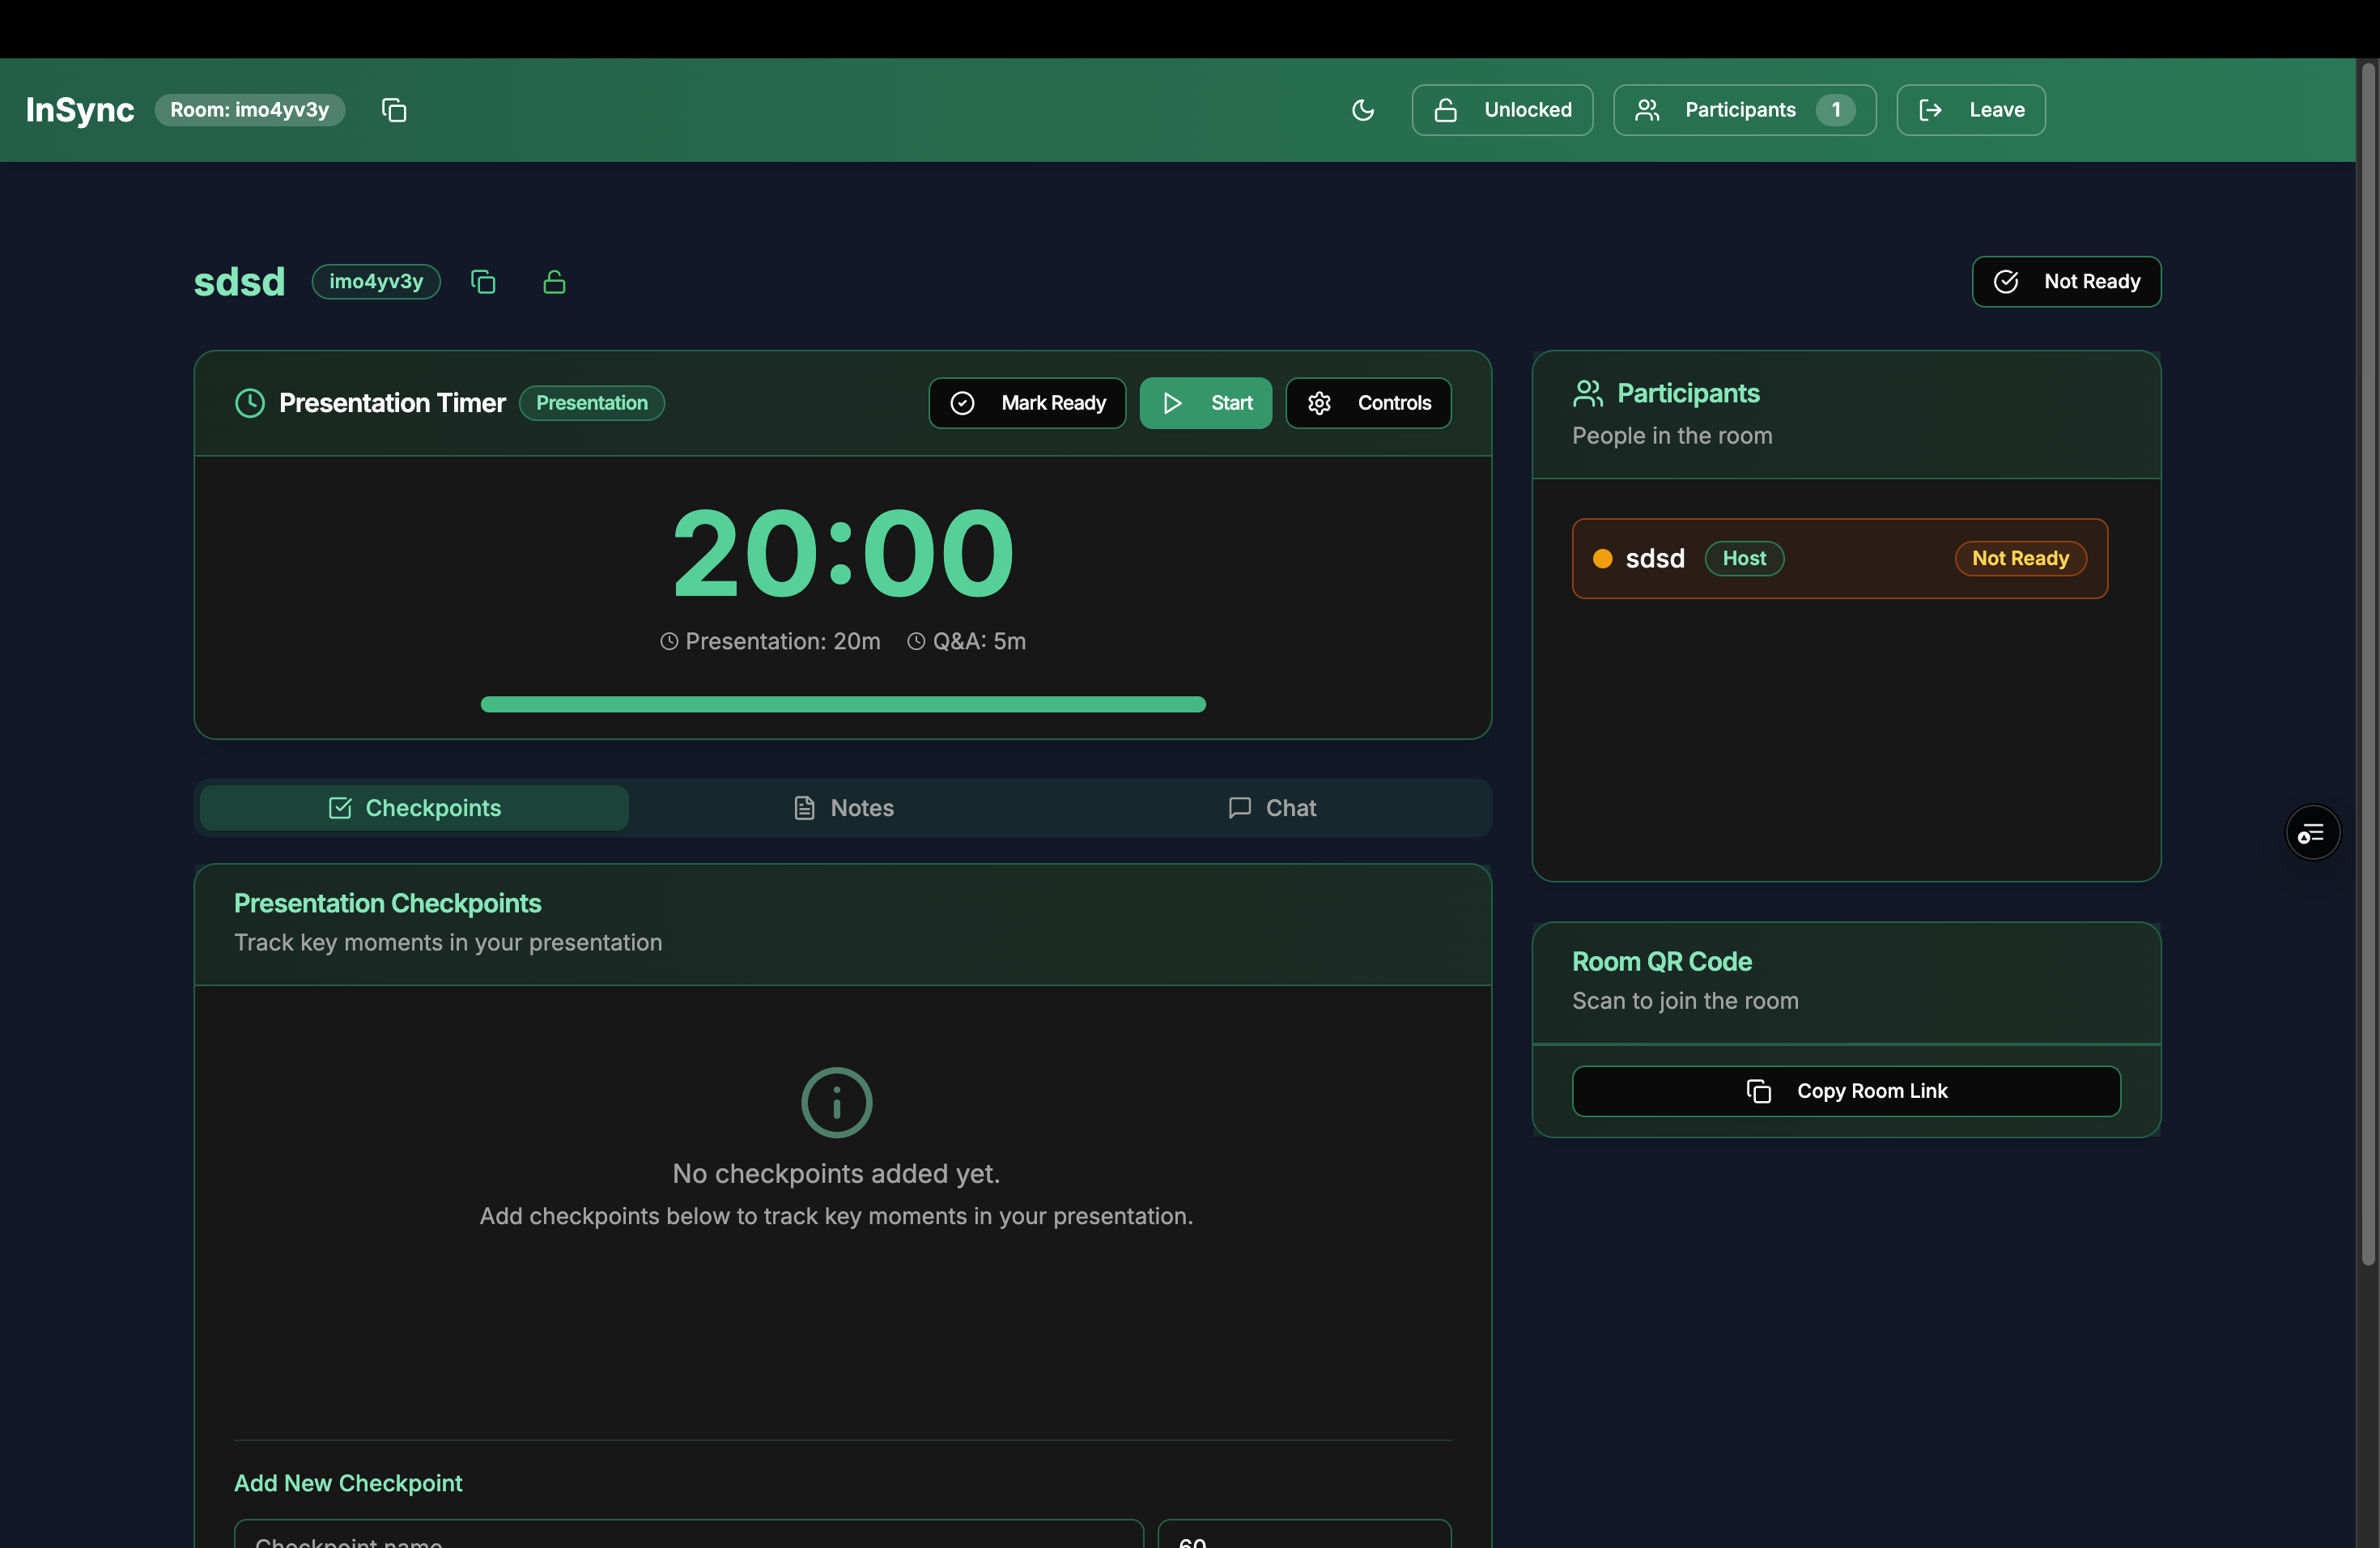 InSync Room: imo4yv3y Unlocked Participants 1 Leave
sdsd imo4yv3y Not Ready
Presentation Timer Presentation Mark Ready Start Controls
20:00
Presentation: 20m Q&A: 5m
Checkpoints Notes Chat
Presentation Checkpoints
Track key moments in your presentation
No checkpoints added yet.
Add checkpoints below to track key moments in your presentation.
Add New Checkpoint
Checkpoint name 60
Participants
People in the room
sdsd Host Not Ready
Room QR Code
Scan to join the room
Copy Room Link